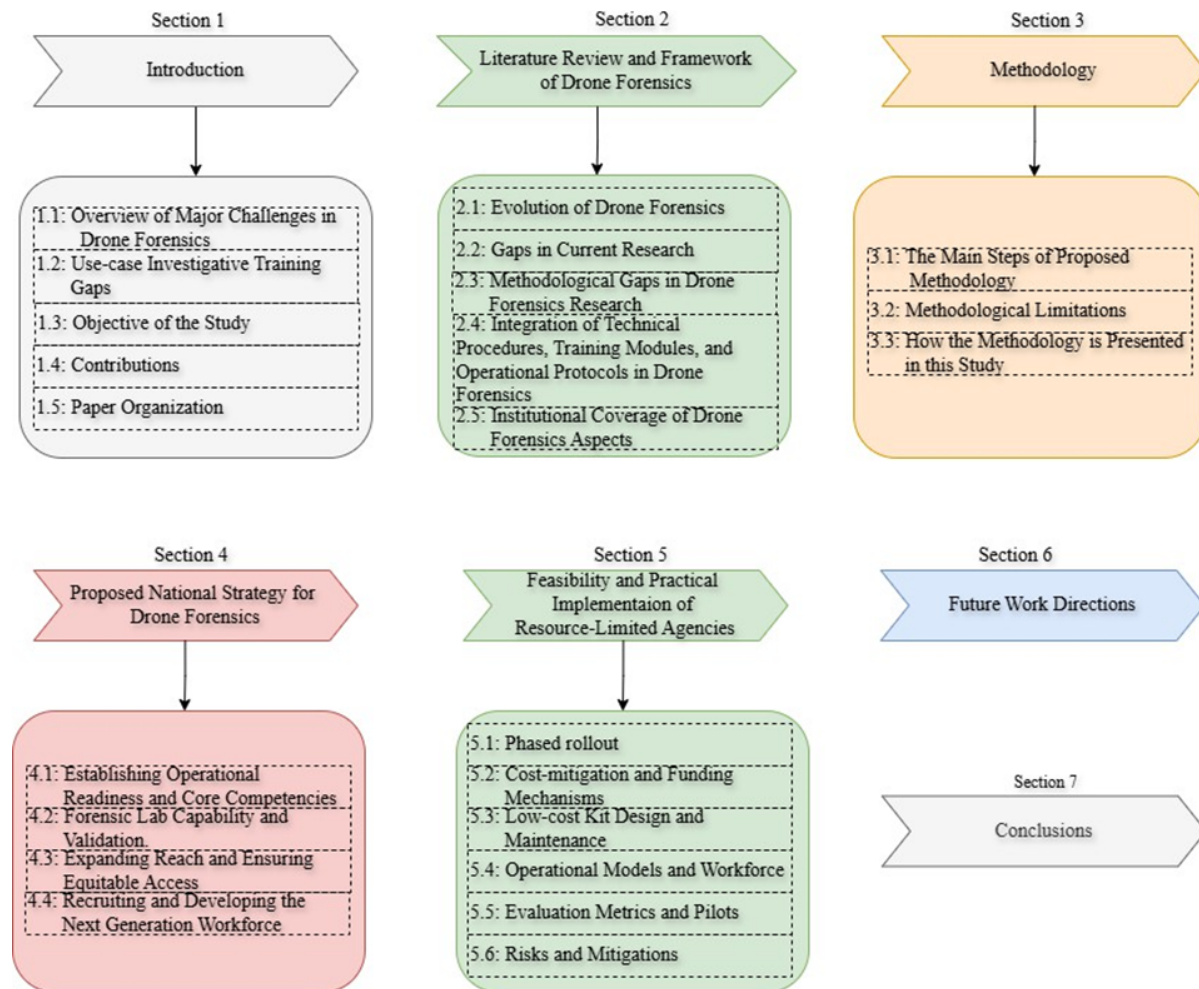 Section 1
Introduction
1.1: Overview of Major Challenges in
Drone Forensics
1.2: Use-case Investigative Training
Gaps
1.3: Objective of the Study
1.4: Contributions
1.5: Paper Organization
Section 2
Literature Review and Framework
of Drone Forensics
2.1: Evolution of Drone Forensics
2.2: Gaps in Current Research
2.3: Methodological Gaps in Drone
Forensics Research
2.4: Integration of Technical
Procedures, Training Modules, and
Operational Protocols in Drone
Forensics
2.5: Institutional Coverage of Drone
Forensics Aspects
Section 3
Methodology
3.1: The Main Steps of Proposed
Methodology
3.2: Methodological Limitations
3.3: How the Methodology is Presented
in this Study
Section 4
Proposed National Strategy for
Drone Forensics
4.1: Establishing Operational
Readiness and Core Competencies
4.2: Forensic Lab Capability and
Validation.
4.3: Expanding Reach and Ensuring
Equitable Access
4.4: Recruiting and Developing the
Next Generation Workforce
Section 5
Feasibility and Practical
Implementaion of
Resource-Limited Agencies
5.1: Phased rollout
5.2: Cost-mitigation and Funding
Mechanisms
5.3: Low-cost Kit Design and
Maintenance
5.4: Operational Models and Workforce
5.5: Evaluation Metrics and Pilots
5.6: Risks and Mitigations
Section 6
Future Work Directions
Section 7
Conclusions